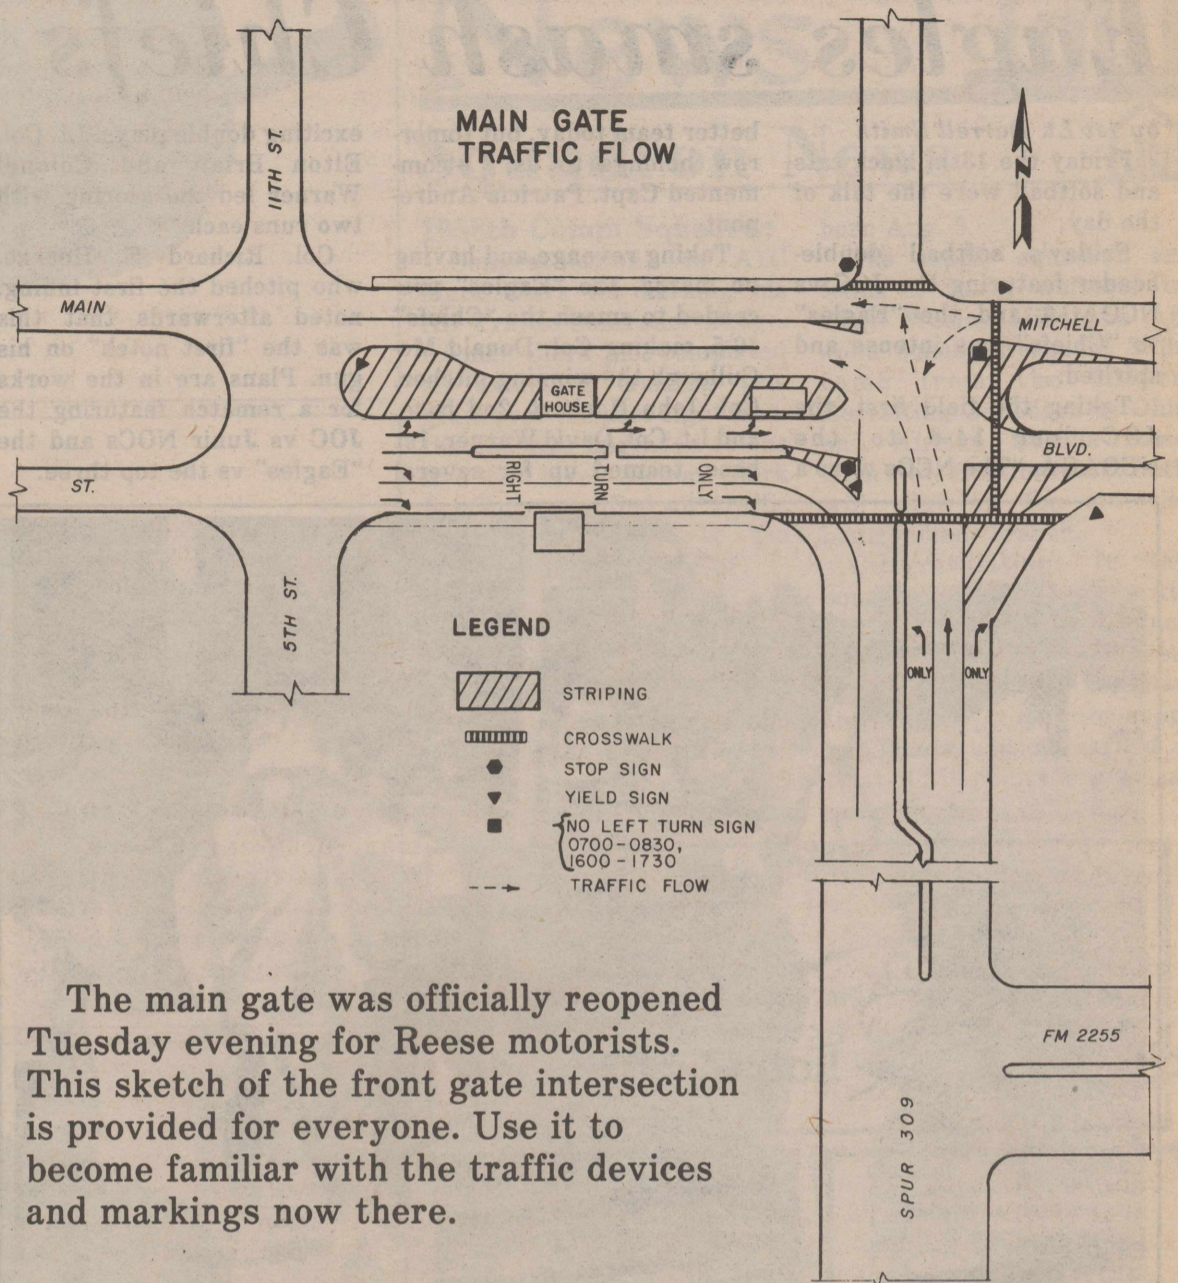 MAIN GATE
TRAFFIC FLOW
11TH ST.
N
MAIN
ST.
GATE
HOUSE
RIGHT
TURN
ONLY
MITCHELL
BLVD.
5TH ST.
ONLY
ONLY
LEGEND
STRIPING
CROSSWALK
STOP SIGN
YIELD SIGN
NO LEFT TURN SIGN
0700-0830,
1600-1730
TRAFFIC FLOW
FM 2255
SPUR 309
The main gate was officially reopened
Tuesday evening for Reese motorists.
This sketch of the front gate intersection
is provided for everyone. Use it to
become familiar with the traffic devices
and markings now there.